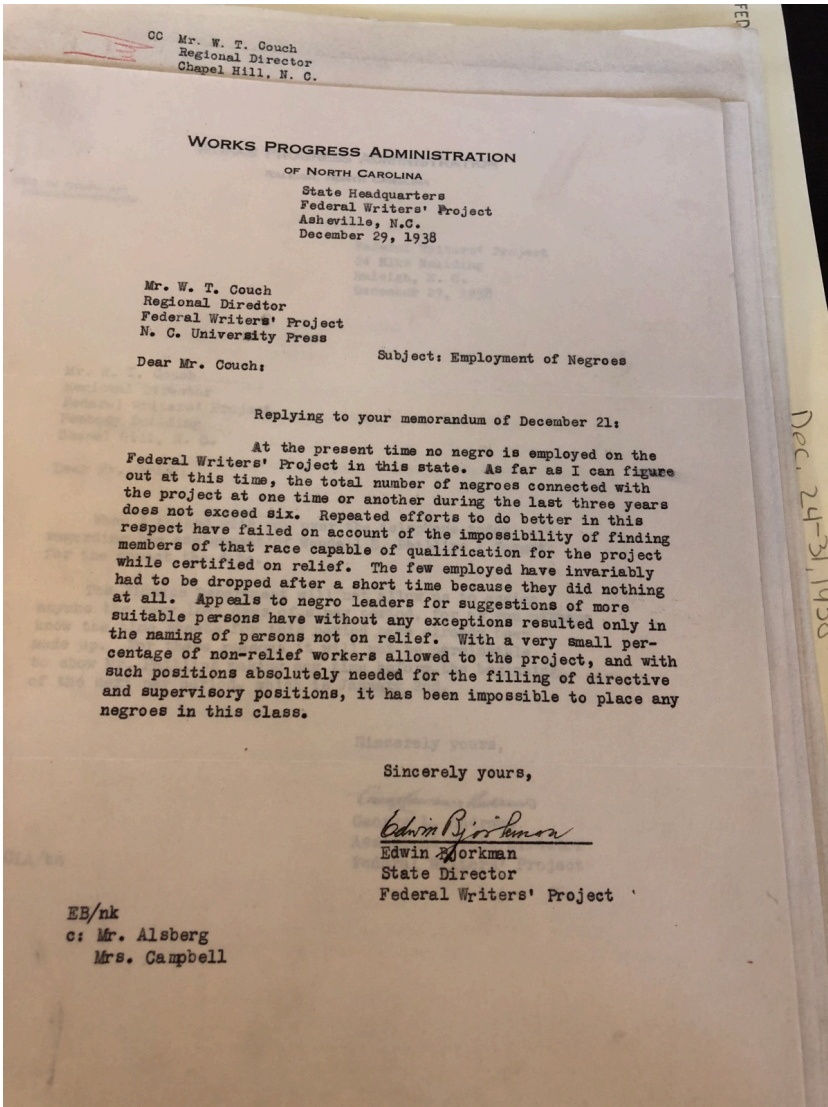 FED
CC Mr. W. T. Couch
Regional Director
Chapel Hill, N. C.
WORKS PROGRESS ADMINISTRATION
OF NORTH CAROLINA
State Headquarters
Federal Writers' Project
Asheville, N.C.
December 29, 1938
Mr. W. T. Couch
Regional Diredtor
Federal Writers' Project
N. C. University Press
Dear Mr. Couch:
Subject: Employment of Negroes
Replying to your memorandum of December 21:
At the present time no negro is employed on the
Federal Writers' Project in this state. As far as I can figure
out at this time, the total number of negroes connected with
the project at one time or another during the last three years
does not exceed six. Repeated efforts to do better in this
respect have failed on account of the impossibility of finding
members of that race capable of qualification for the project
while certified on relief. The few employed have invariably
had to be dropped after a short time because they did nothing
at all. Appeals to negro leaders for suggestions of more
suitable persons have without any exceptions resulted only in
the naming of persons not on relief. With a very small per-
centage of non-relief workers allowed to the project, and with
such positions absolutely needed for the filling of directive
and supervisory positions, it has been impossible to place any
negroes in this class.
Sincerely yours,
Edwin Bjorkman
Edwin Bjorkman
State Director
Federal Writers' Project
EB/nk
c: Mr. Alsberg
Mrs. Campbell
Dec. 24-31, 1938